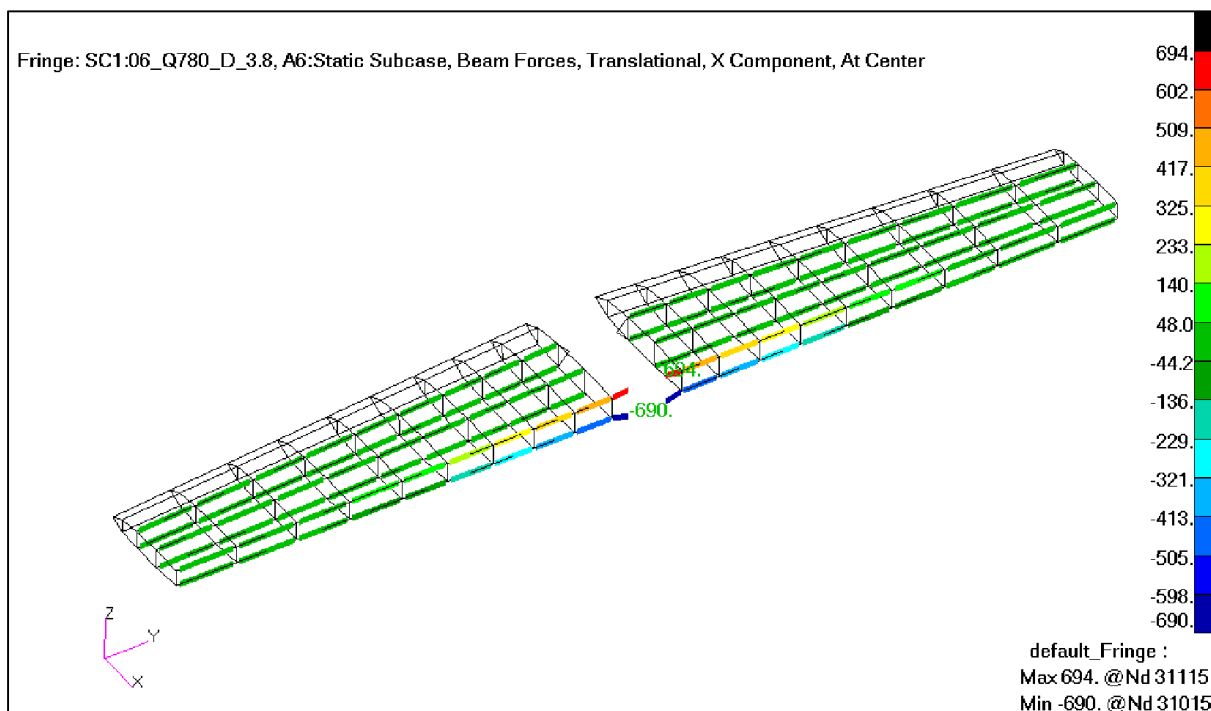 Fringe: SC1:06_Q780_D_3.8, A6:Static Subcase, Beam Forces, Translational, X Component, At Center
694.
602.
509.
417.
325.
233.
140.
48.0
-44.2
-136.
-229.
-321.
-413.
-505.
-598.
-690.
694.
-690.
Z
Y
X
default_Fringe :
Max 694. @Nd 31115
Min -690. @Nd 31015